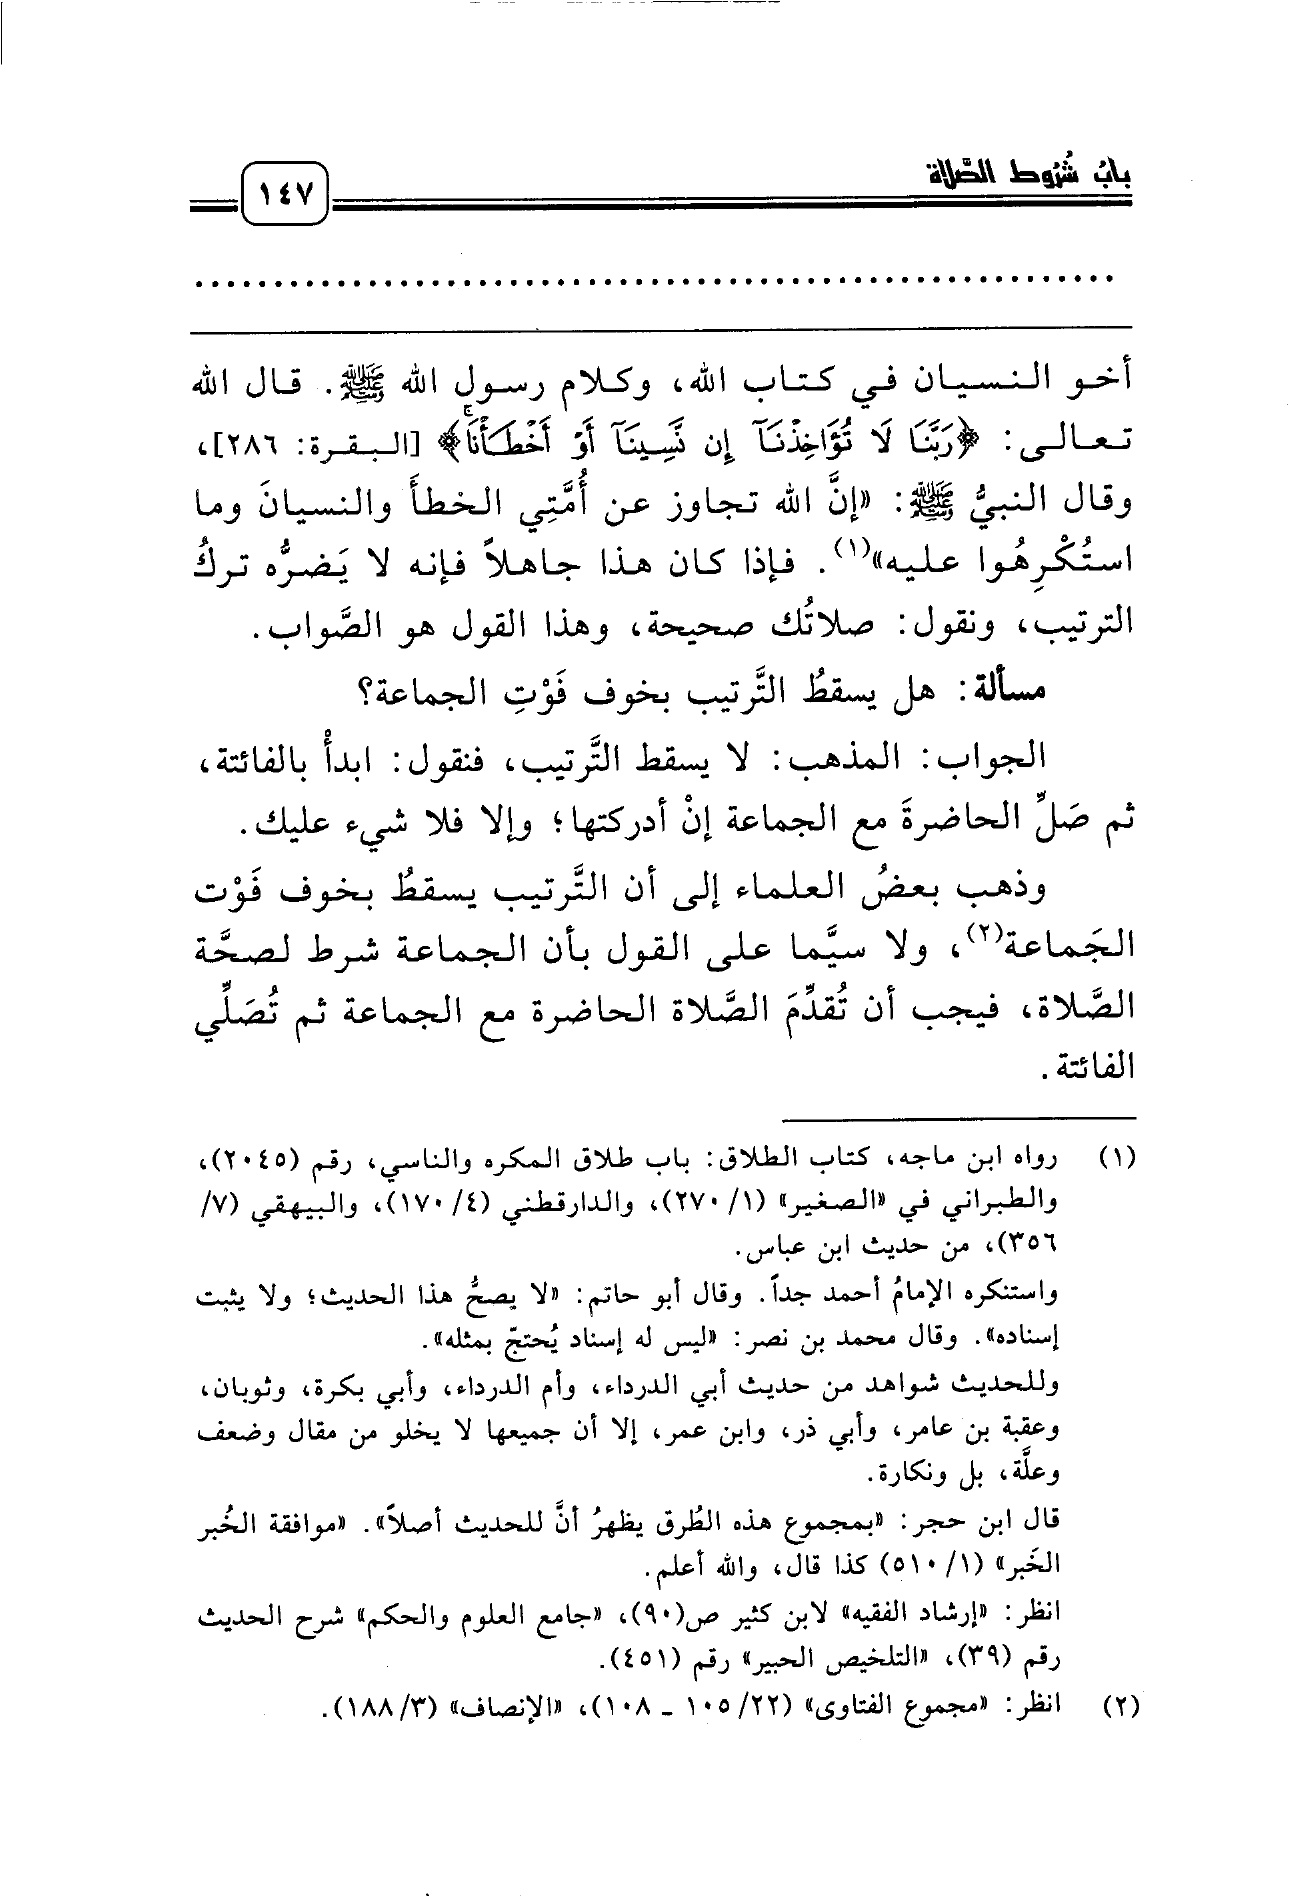 باب شُرُوط الصَّلاة
١٤٧
أخو النسيان في كتاب الله، وكلام رسول الله ﷺ. قال الله
تعالى: ﴿رَبَّنَا لَا تُؤَاخِذْنَآ إِن نَّسِينَآ أَوْ أَخْطَأْنَاۚ﴾ [البقرة: ٢٨٦]،
وقال النبيُّ ﷺ: «إنَّ الله تجاوز عن أُمَّتِي الخطأَ والنسيانَ وما
استُكْرِهُوا عليه»(١). فإذا كان هذا جاهلاً فإنه لا يَضرُّه تركُ
الترتيب، ونقول: صلاتُك صحيحة، وهذا القول هو الصَّواب.
مسألة: هل يسقطُ التَّرتيب بخوف فَوْتِ الجماعة؟
الجواب: المذهب: لا يسقط التَّرتيب، فنقول: ابدأْ بالفائتة،
ثم صَلِّ الحاضرةَ مع الجماعة إنْ أدركتها؛ وإلا فلا شيء عليك.
وذهب بعضُ العلماء إلى أن التَّرتيب يسقطُ بخوف فَوْت
الجَماعة(٢)، ولا سيَّما على القول بأن الجماعة شرط لصحَّة
الصَّلاة، فيجب أن تُقدِّمَ الصَّلاة الحاضرة مع الجماعة ثم تُصَلِّي
الفائتة.
(١) رواه ابن ماجه، كتاب الطلاق: باب طلاق المكره والناسي، رقم (٢٠٤٥)،
والطبراني في «الصغير» (١/ ٢٧٠)، والدارقطني (٤/ ١٧٠)، والبيهقي (٧/
٣٥٦)، من حديث ابن عباس.
واستنكره الإمامُ أحمد جداً. وقال أبو حاتم: «لا يصحُّ هذا الحديث؛ ولا يثبت
إسناده». وقال محمد بن نصر: «ليس له إسناد يُحتجّ بمثله».
وللحديث شواهد من حديث أبي الدرداء، وأم الدرداء، وأبي بكرة، وثوبان،
وعقبة بن عامر، وأبي ذر، وابن عمر، إلا أن جميعها لا يخلو من مقال وضعف
وعلَّة، بل ونكارة.
قال ابن حجر: «بمجموع هذه الطُرق يظهرُ أنَّ للحديث أصلاً». «موافقة الخُبر
الخَبر» (١/ ٥١٠) كذا قال، والله أعلم.
انظر: «إرشاد الفقيه» لابن كثير ص(٩٠)، «جامع العلوم والحكم» شرح الحديث
رقم (٣٩)، «التلخيص الحبير» رقم (٤٥١).
(٢) انظر: «مجموع الفتاوى» (٢٢/ ١٠٥ ـ ١٠٨)، «الإنصاف» (٣/ ١٨٨).